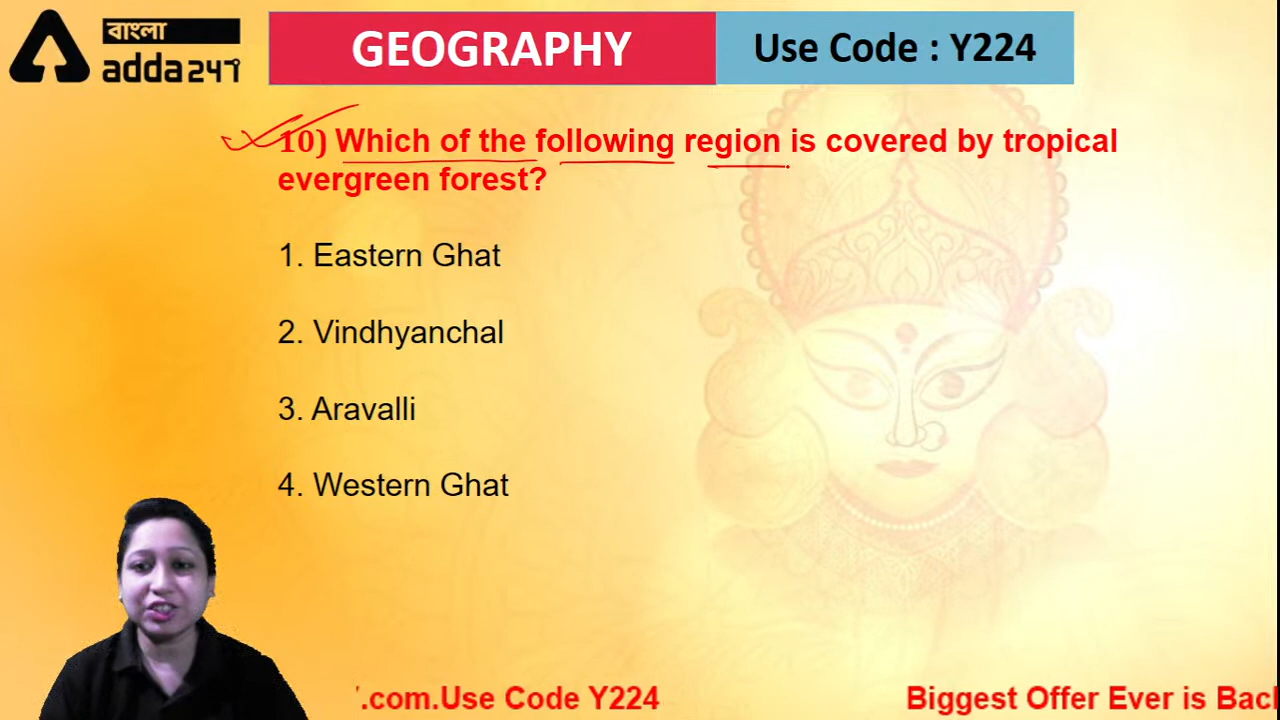 বাংলা
adda247
GEOGRAPHY
Use Code : Y224
10) Which of the following region is covered by tropical
evergreen forest?
1. Eastern Ghat
2. Vindhyanchal
3. Aravalli
4. Western Ghat
.com.Use Code Y224
Biggest Offer Ever is Bac